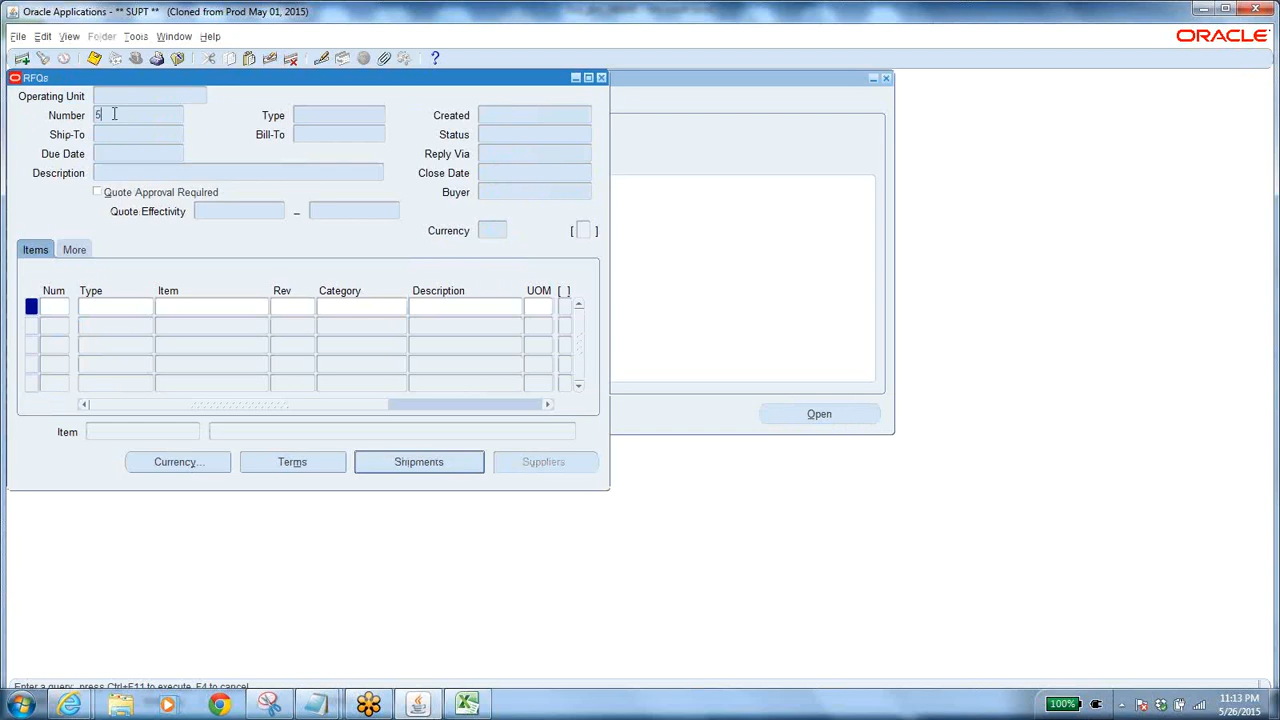 Oracle Applications - ** SUPT ** (Cloned from Prod May 01, 2015)
File Edit View Folder Tools Window Help
ORACLE
RFQs
Operating Unit
Number 5 Type Created
Ship-To Bill-To Status
Due Date Reply Via
Description Close Date
Quote Approval Required Buyer
Quote Effectivity –
Currency [ ]
Items More
Num Type Item Rev Category Description UOM [ ]
Item
Currency... Terms Shipments Suppliers
Open
Enter a query; press Ctrl+F11 to execute, F4 to cancel.
100% 11:13 PM
5/26/2015